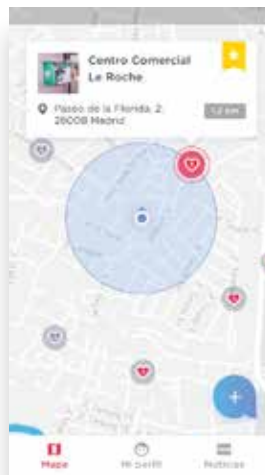 Centro Comercial
Le Roche
Paseo de la Florida, 2
28008 Madrid
1,2 km
Mapa
Mi perfil
Noticias